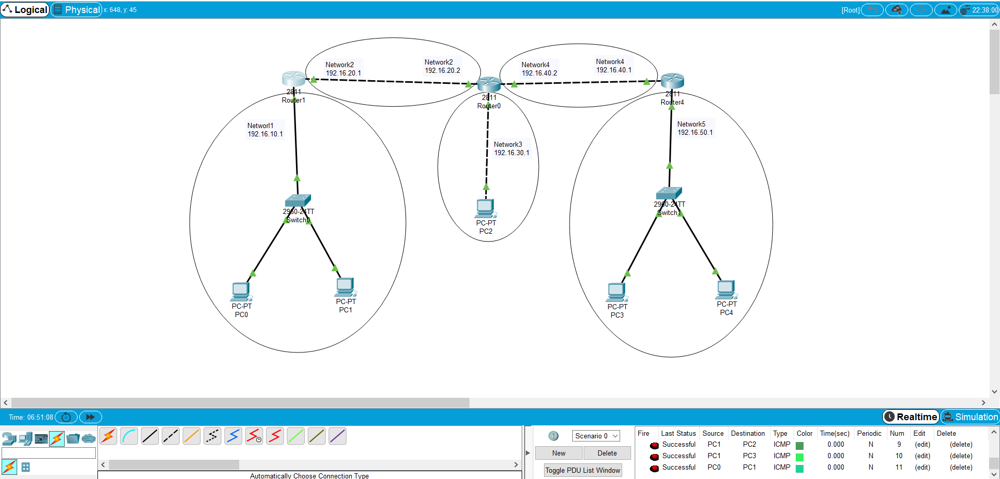 Logical Physical x: 648, y: 45 [Root] 22:38:00
Network2
192.16.20.1
Network2
192.16.20.2
Network4
192.16.40.2
Network4
192.16.40.1
2811
Router1
2811
Router0
2811
Router4
Networl1
192.16.10.1
Network3
192.16.30.1
Network5
192.16.50.1
2960-24TT
Switch0
PC-PT
PC2
2960-24TT
Switch1
PC-PT
PC0
PC-PT
PC1
PC-PT
PC3
PC-PT
PC4
Time: 06:51:08 Realtime Simulation
Scenario 0
New Delete
Toggle PDU List Window
Fire Last Status Source Destination Type Color Time(sec) Periodic Num Edit Delete
Successful PC1 PC2 ICMP 0.000 N 9 (edit) (delete)
Successful PC1 PC3 ICMP 0.000 N 10 (edit) (delete)
Successful PC0 PC1 ICMP 0.000 N 11 (edit) (delete)
Automatically Choose Connection Type